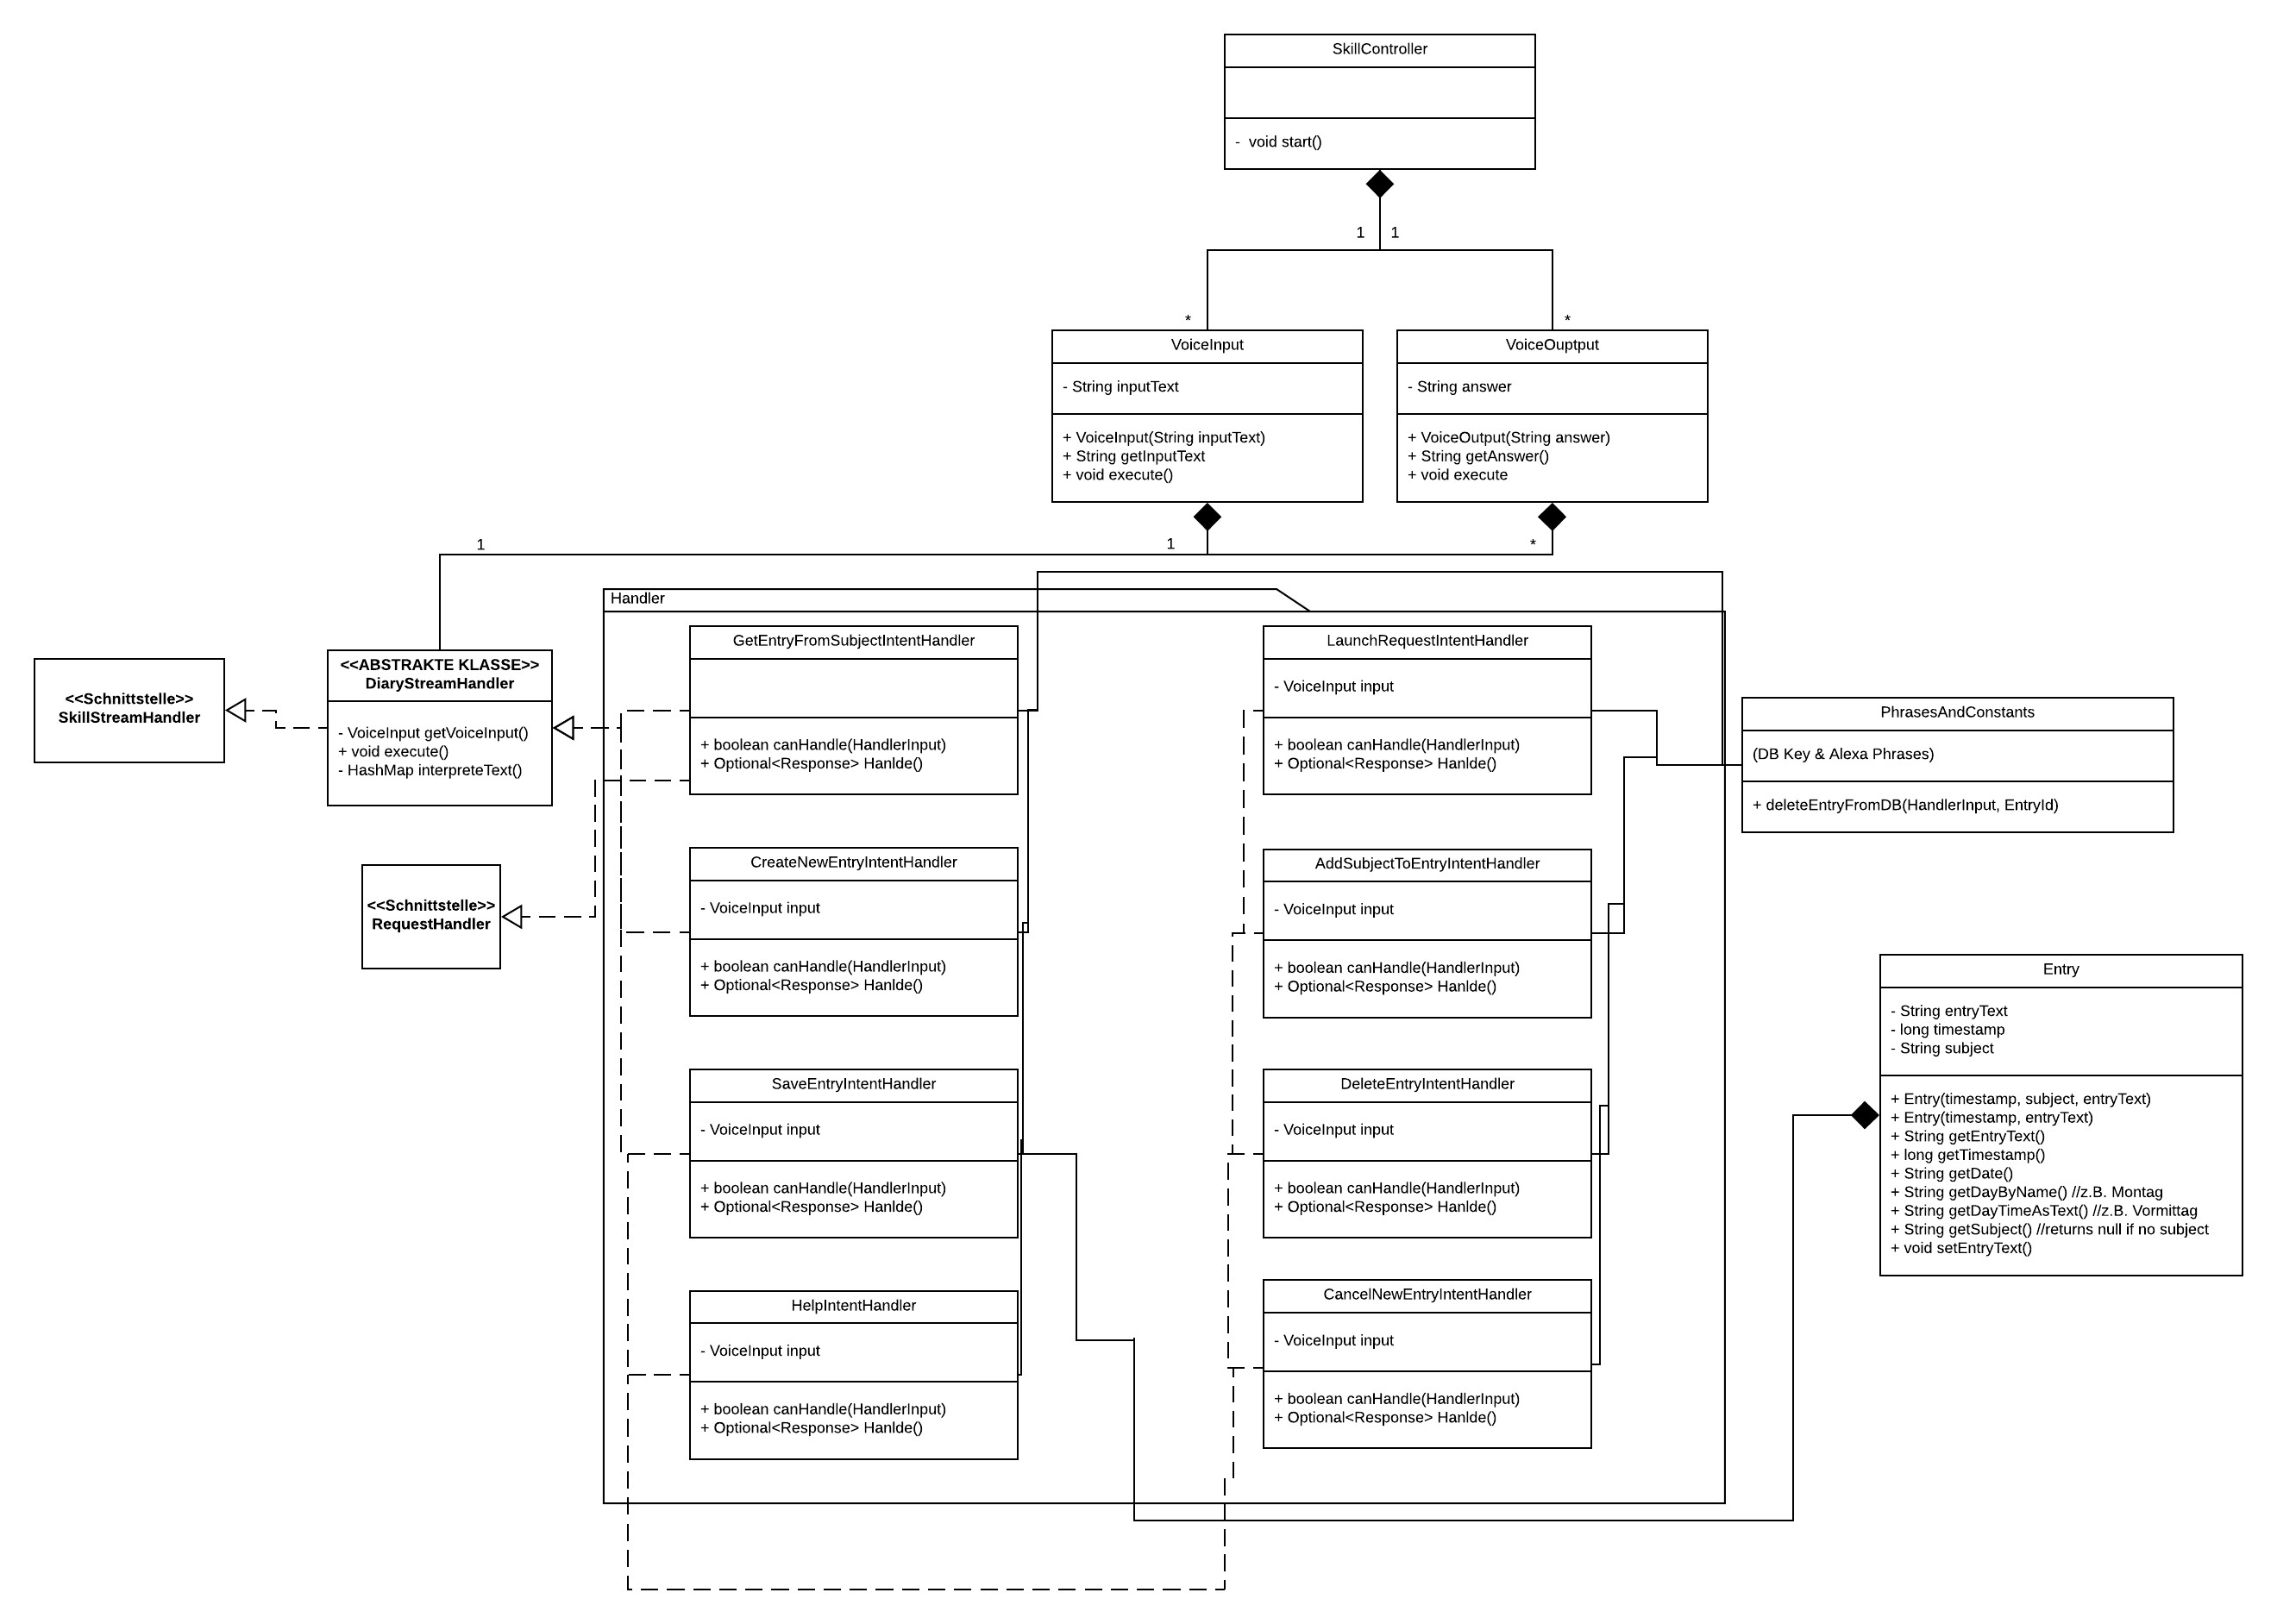 SkillController
- void start()
1 1
* *
VoiceInput
- String inputText
+ VoiceInput(String inputText)
+ String getInputText
+ void execute()
VoiceOuptput
- String answer
+ VoiceOutput(String answer)
+ String getAnswer()
+ void execute
1 1 *
Handler
<<Schnittstelle>>
SkillStreamHandler
<<ABSTRAKTE KLASSE>>
DiaryStreamHandler
- VoiceInput getVoiceInput()
+ void execute()
- HashMap interpreteText()
<<Schnittstelle>>
RequestHandler
GetEntryFromSubjectIntentHandler
+ boolean canHandle(HandlerInput)
+ Optional<Response> Hanlde()
CreateNewEntryIntentHandler
- VoiceInput input
+ boolean canHandle(HandlerInput)
+ Optional<Response> Hanlde()
SaveEntryIntentHandler
- VoiceInput input
+ boolean canHandle(HandlerInput)
+ Optional<Response> Hanlde()
HelpIntentHandler
- VoiceInput input
+ boolean canHandle(HandlerInput)
+ Optional<Response> Hanlde()
LaunchRequestIntentHandler
- VoiceInput input
+ boolean canHandle(HandlerInput)
+ Optional<Response> Hanlde()
AddSubjectToEntryIntentHandler
- VoiceInput input
+ boolean canHandle(HandlerInput)
+ Optional<Response> Hanlde()
DeleteEntryIntentHandler
- VoiceInput input
+ boolean canHandle(HandlerInput)
+ Optional<Response> Hanlde()
CancelNewEntryIntentHandler
- VoiceInput input
+ boolean canHandle(HandlerInput)
+ Optional<Response> Hanlde()
PhrasesAndConstants
(DB Key & Alexa Phrases)
+ deleteEntryFromDB(HandlerInput, EntryId)
Entry
- String entryText
- long timestamp
- String subject
+ Entry(timestamp, subject, entryText)
+ Entry(timestamp, entryText)
+ String getEntryText()
+ long getTimestamp()
+ String getDate()
+ String getDayByName() //z.B. Montag
+ String getDayTimeAsText() //z.B. Vormittag
+ String getSubject() //returns null if no subject
+ void setEntryText()